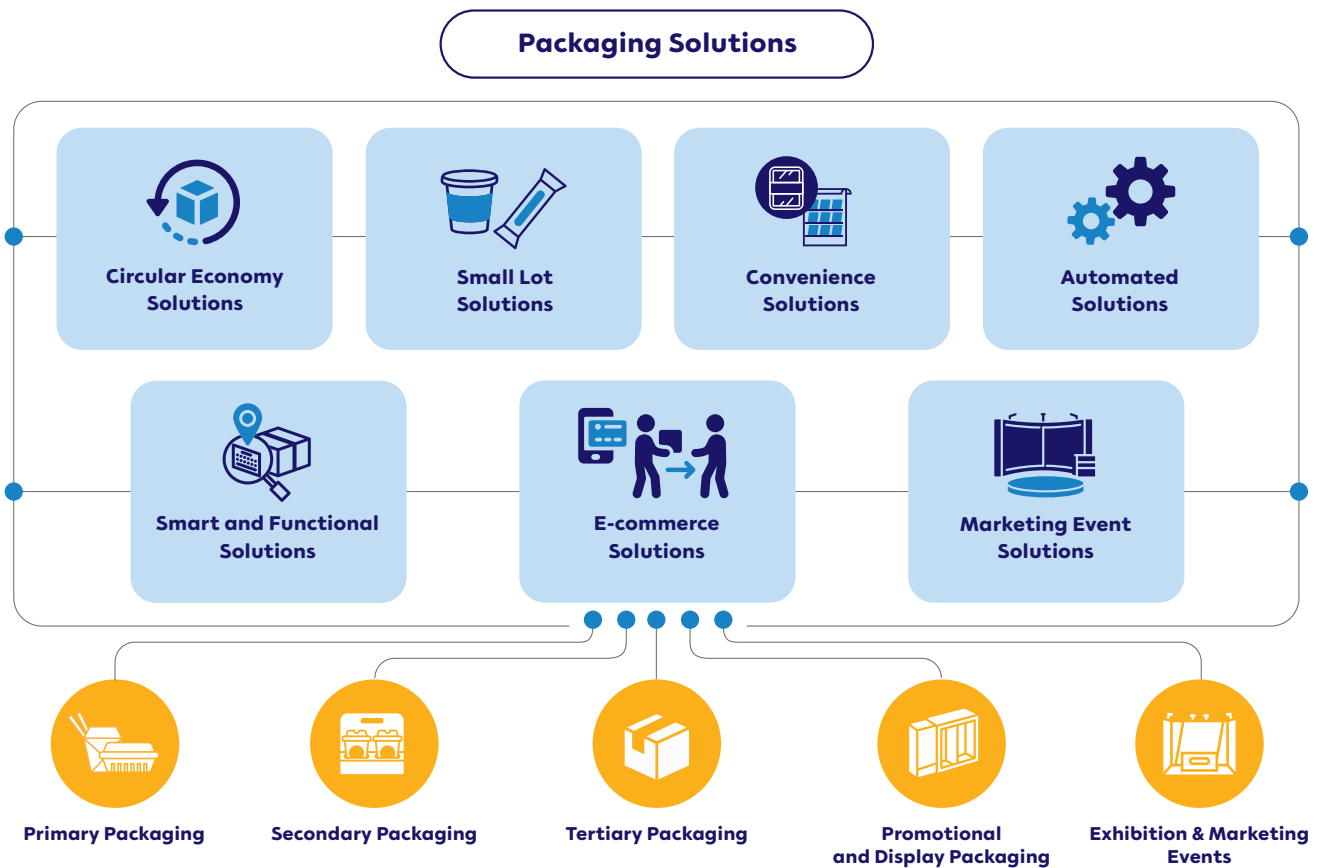 Packaging Solutions
Circular Economy
Solutions
Small Lot
Solutions
Convenience
Solutions
Automated
Solutions
Smart and Functional
Solutions
E-commerce
Solutions
Marketing Event
Solutions
Primary Packaging
Secondary Packaging
Tertiary Packaging
Promotional
and Display Packaging
Exhibition & Marketing
Events